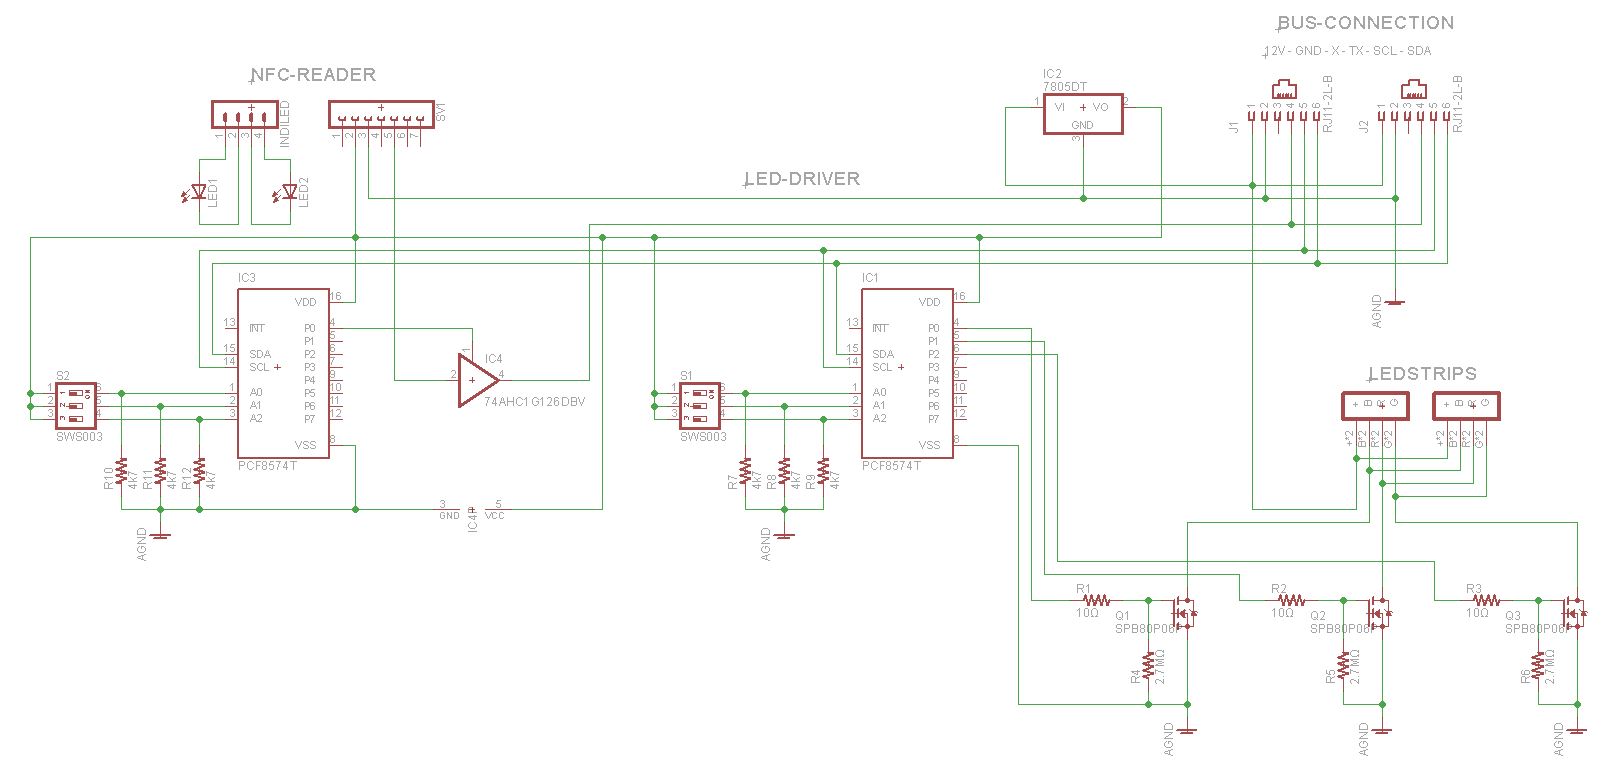 BUS-CONNECTION
12V - GND - X - TX - SCL - SDA
NFC-READER
INDILED
1 2 3 4
SV1
1 2 3 4 5 6 7
LED1
LED2
IC2
7805DT
1 VI VO 2
GND
3
J1
1 2 3 4 5 6
RJ11-2L-B
J2
1 2 3 4 5 6
RJ11-2L-B
LED-DRIVER
AGND
IC3
VDD 16
13 INT P0 4
P1 5
15 SDA P2 6
14 SCL P3 7
P4 9
1 A0 P5 10
2 A1 P6 11
3 A2 P7 12
VSS 8
PCF8574T
S2
1 1 ON 6
2 2 5
3 3 4
SWS003
R10 4k7
R11 4k7
R12 4k7
AGND
IC4
1
2 4
74AHC1G126DBV
3 5
GND VCC
IC4P
IC1
VDD 16
13 INT P0 4
P1 5
15 SDA P2 6
14 SCL P3 7
P4 9
1 A0 P5 10
2 A1 P6 11
3 A2 P7 12
VSS 8
PCF8574T
S1
1 1 ON 6
2 2 5
3 3 4
SWS003
R7 4k7
R8 4k7
R9 4k7
AGND
LEDSTRIPS
+ B R G
+ B R G
+*2 B*2 R*2 G*2
+*2 B*2 R*2 G*2
R1
10Ω
Q1
SPB80P06P
R4 2.7MΩ
AGND
R2
10Ω
Q2
SPB80P06P
R5 2.7MΩ
AGND
R3
10Ω
Q3
SPB80P06P
R6 2.7MΩ
AGND